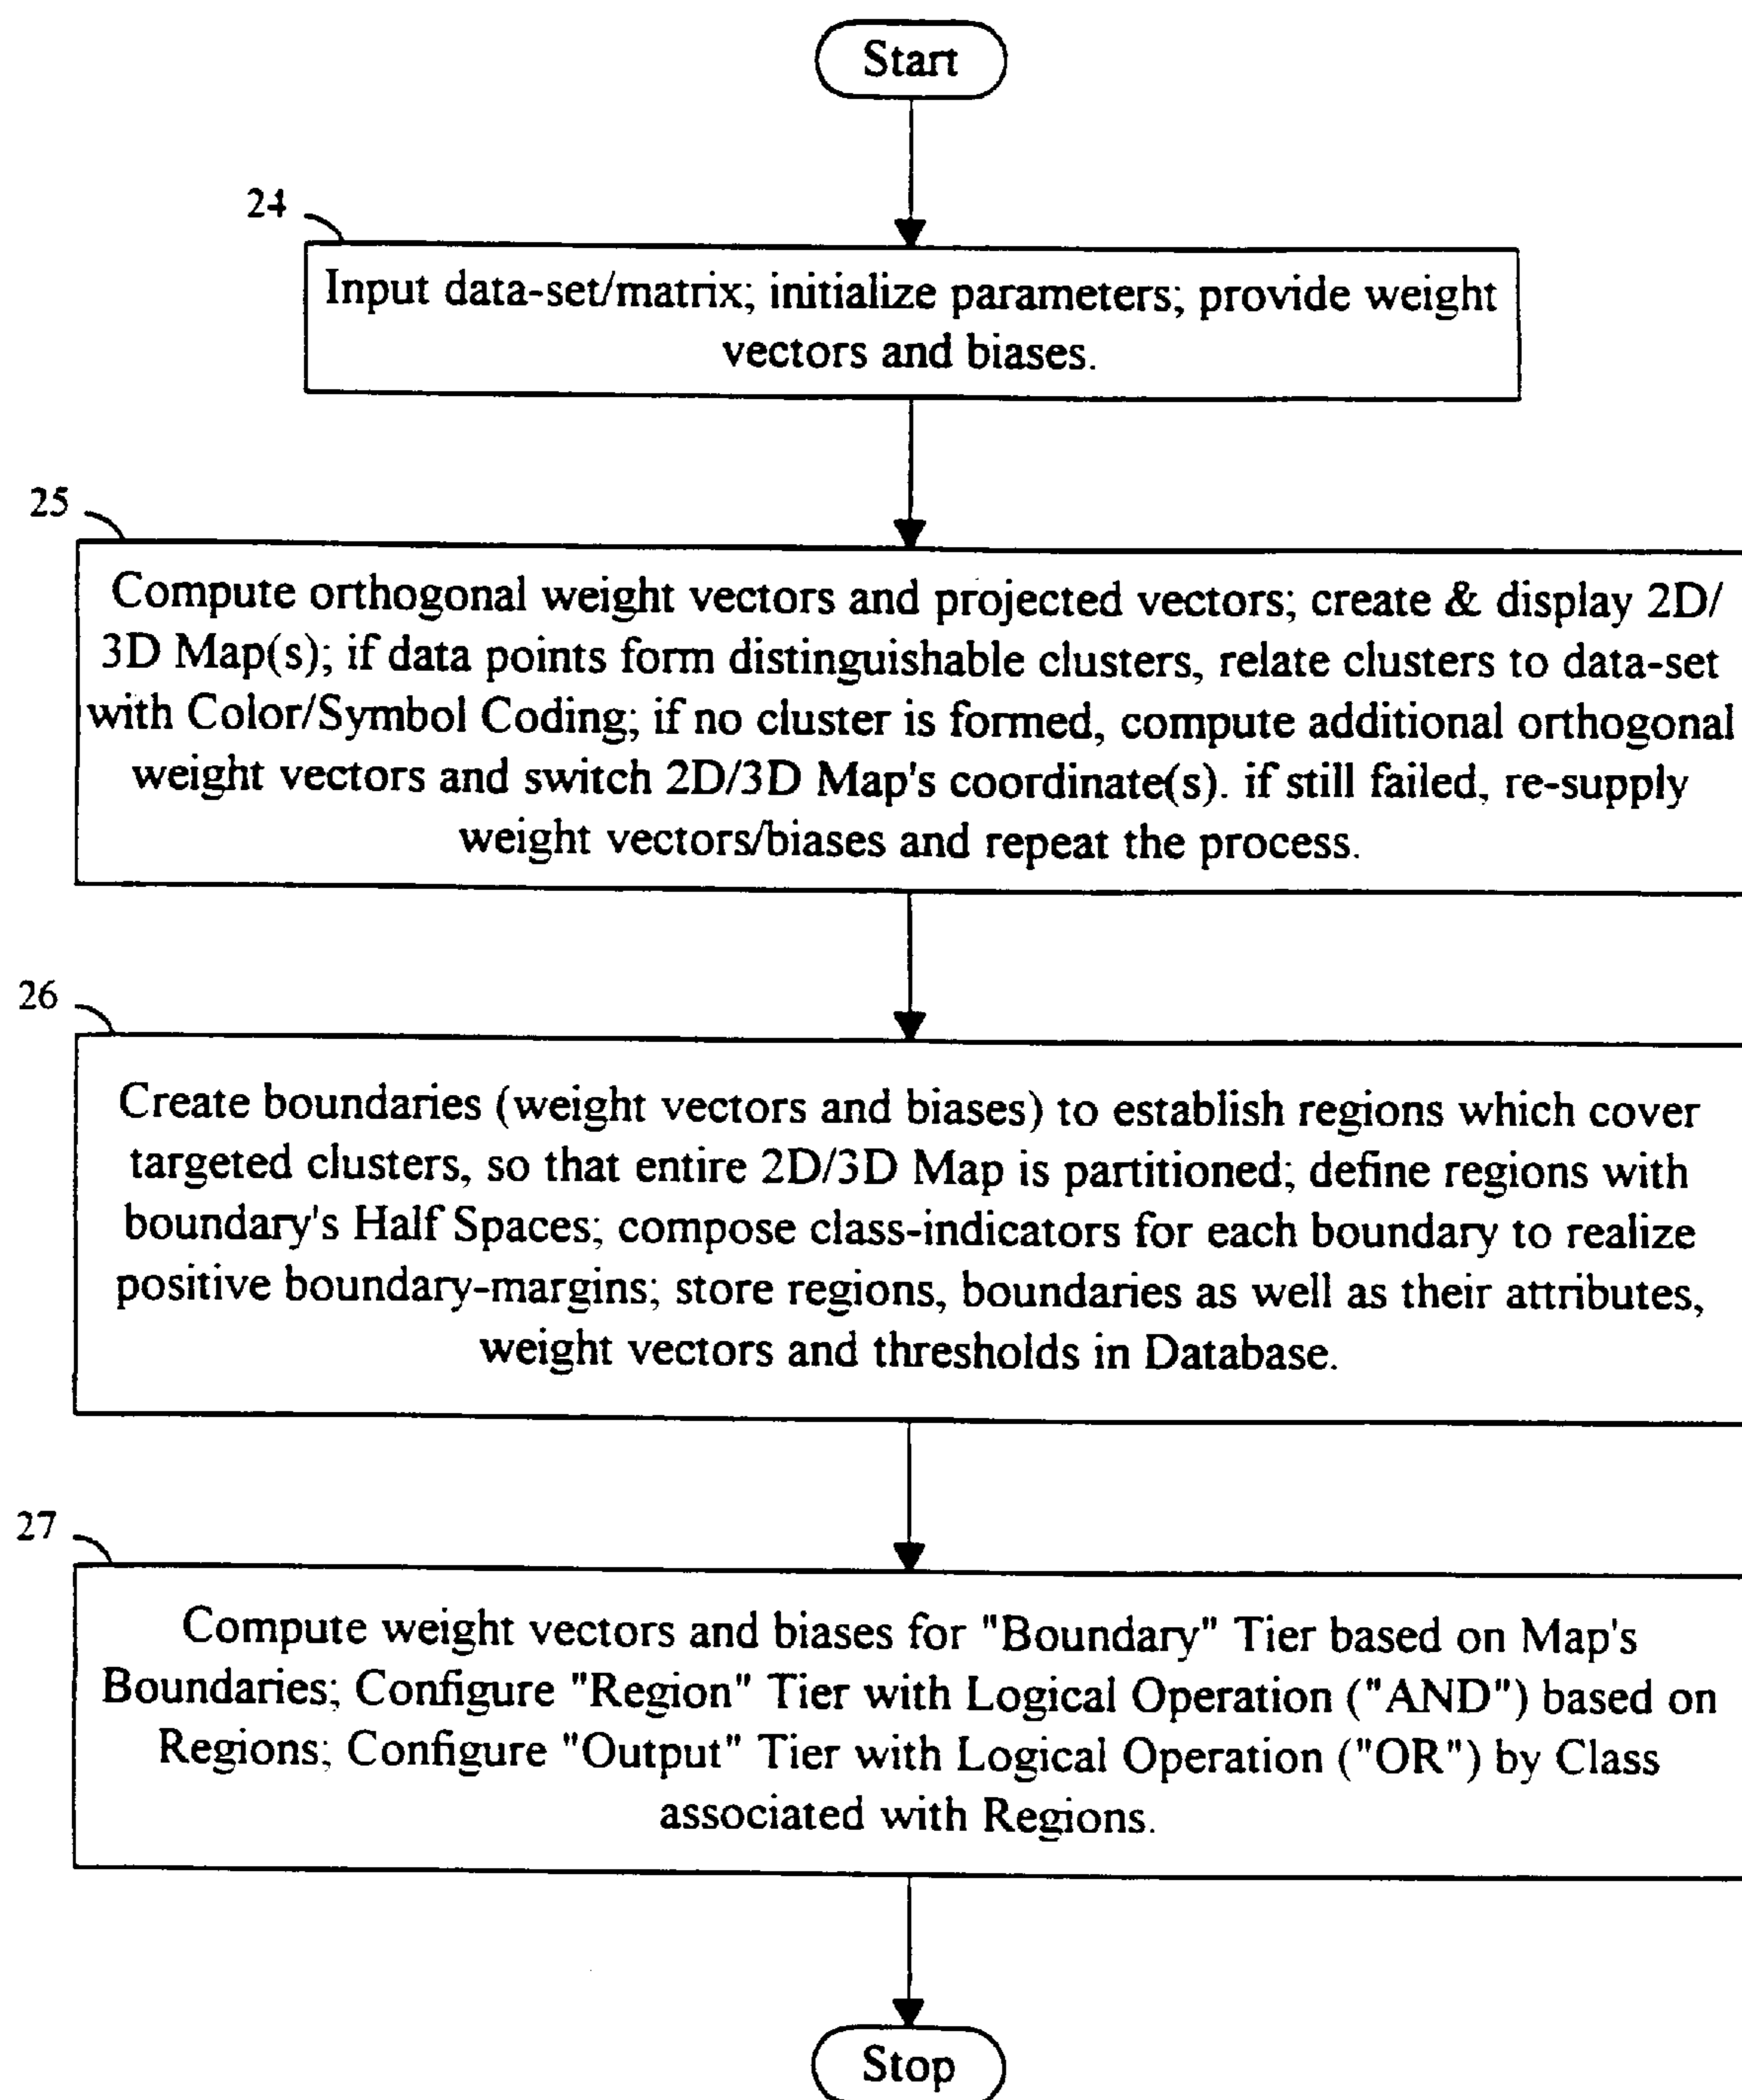 Start
24
Input data-set/matrix; initialize parameters; provide weight
vectors and biases.
25
Compute orthogonal weight vectors and projected vectors; create & display 2D/
3D Map(s); if data points form distinguishable clusters, relate clusters to data-set
with Color/Symbol Coding; if no cluster is formed, compute additional orthogonal
weight vectors and switch 2D/3D Map's coordinate(s). if still failed, re-supply
weight vectors/biases and repeat the process.
26
Create boundaries (weight vectors and biases) to establish regions which cover
targeted clusters, so that entire 2D/3D Map is partitioned; define regions with
boundary's Half Spaces; compose class-indicators for each boundary to realize
positive boundary-margins; store regions, boundaries as well as their attributes,
weight vectors and thresholds in Database.
27
Compute weight vectors and biases for "Boundary" Tier based on Map's
Boundaries; Configure "Region" Tier with Logical Operation ("AND") based on
Regions; Configure "Output" Tier with Logical Operation ("OR") by Class
associated with Regions.
Stop